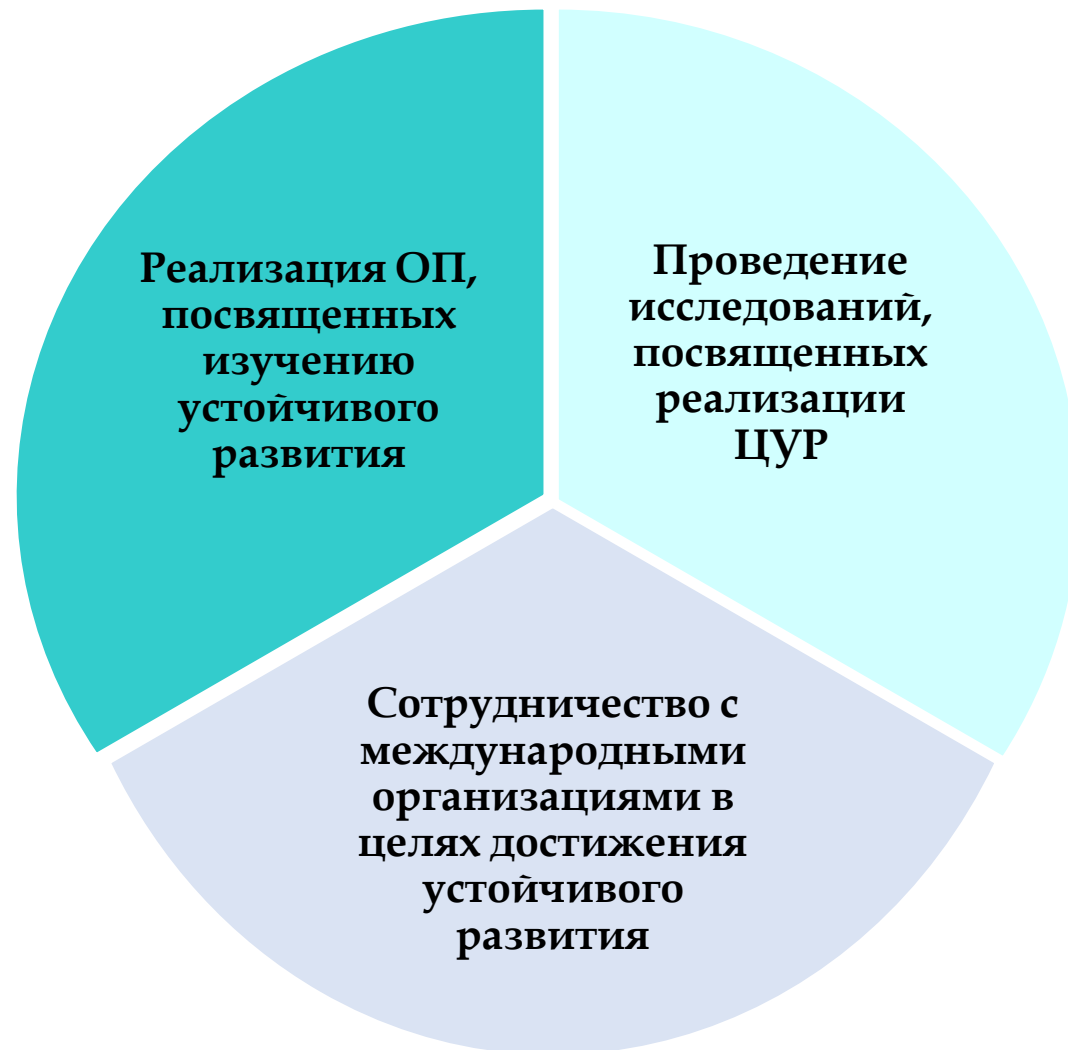 Реализация ОП,
посвященных
изучению
устойчивого
развития
Проведение
исследований,
посвященных
реализации
ЦУР
Сотрудничество с
международными
организациями в
целях достижения
устойчивого
развития